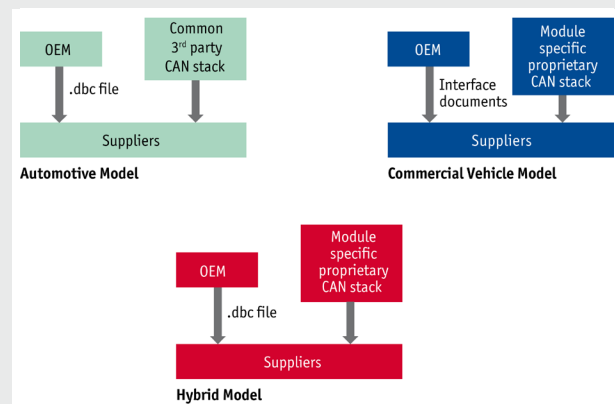 OEM
Common
3rd party
CAN stack
.dbc file
Suppliers
Automotive Model
OEM
Module
specific
proprietary
CAN stack
Interface
documents
Suppliers
Commercial Vehicle Model
OEM
Module
specific
proprietary
CAN stack
.dbc file
Suppliers
Hybrid Model